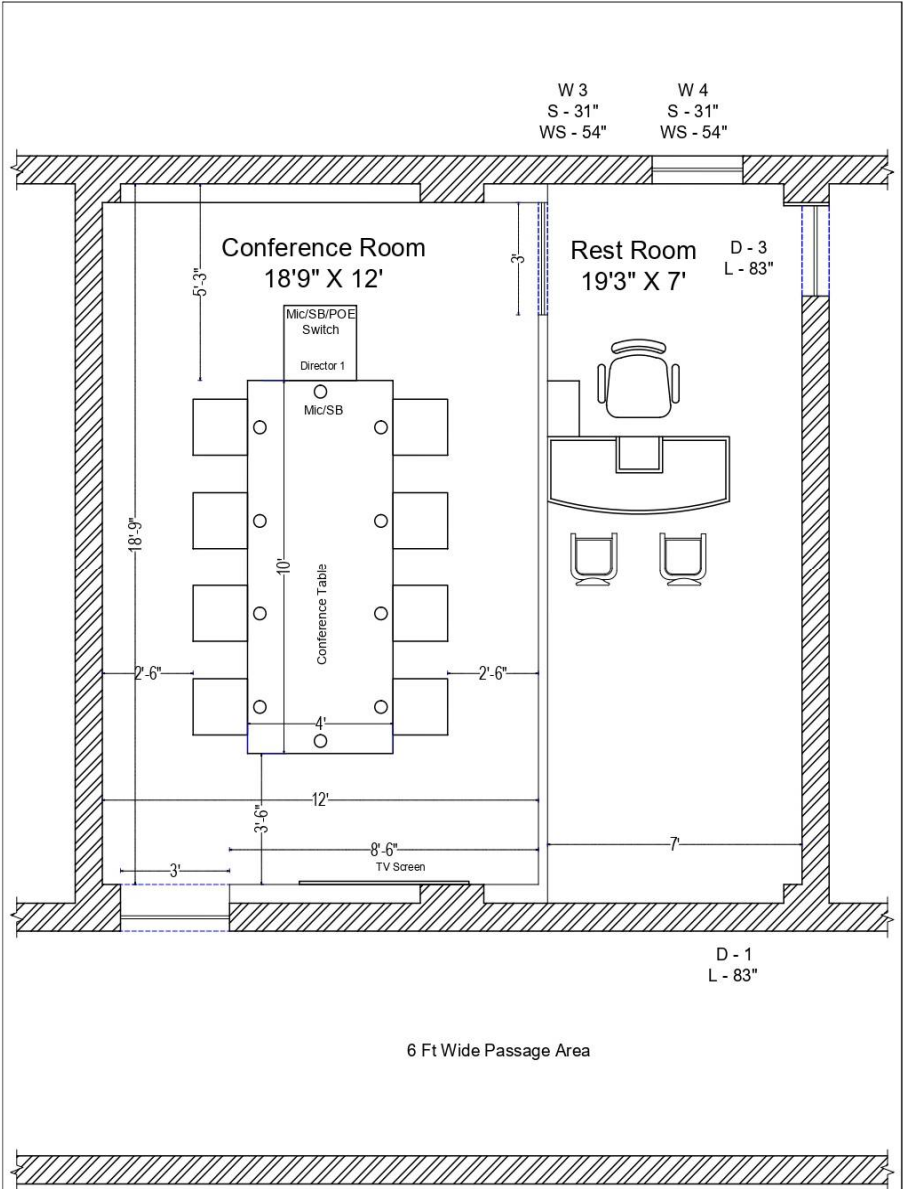 W 3
S - 31"
WS - 54"
W 4
S - 31"
WS - 54"
Conference Room
18'9" X 12'
Rest Room
19'3" X 7'
D - 3
L - 83"
3'
5'-3"
Mic/SB/POE
Switch
Director 1
Mic/SB
18'-9"
10'
Conference Table
2'-6"
2'-6"
4'
12'
3'-6"
8'-6"
7'
TV Screen
3'
D - 1
L - 83"
6 Ft Wide Passage Area